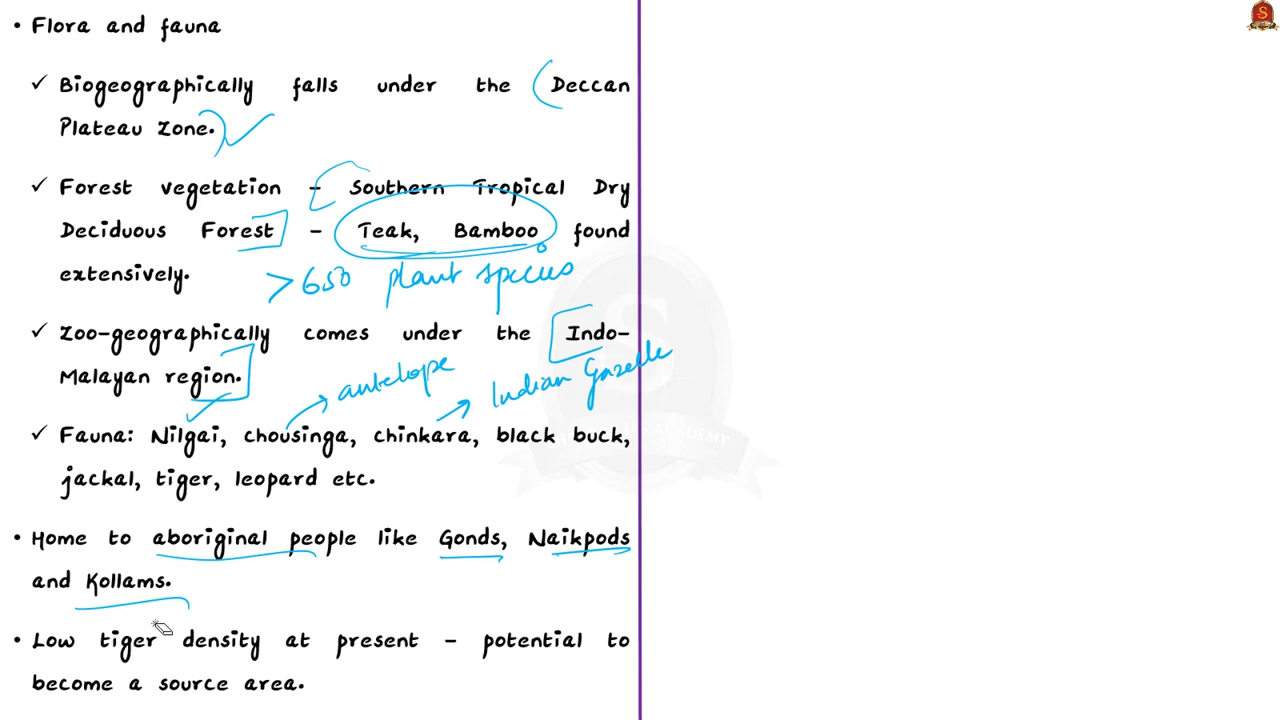 • Flora and fauna
✓ Biogeographically falls under the Deccan
Plateau Zone.
✓ Forest vegetation - Southern Tropical Dry
Deciduous Forest - Teak, Bamboo found
extensively.
>650 plant species
✓ Zoo-geographically comes under the Indo-
Malayan region.
antelope
Indian Gazelle
✓ Fauna: Nilgai, chousinga, chinkara, black buck,
jackal, tiger, leopard etc.
• Home to aboriginal people like Gonds, Naikpods
and Kollams.
• Low tiger density at present - potential to
become a source area.